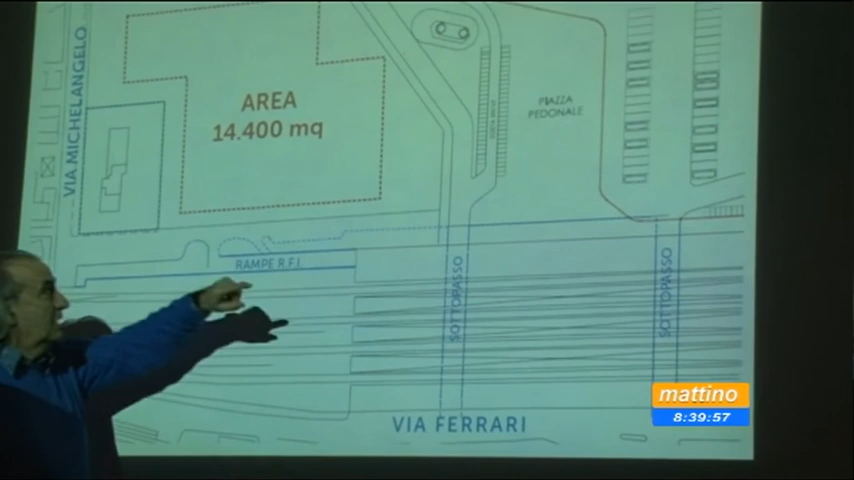 VIA MICHELANGELO
AREA
14.400 mq
PIAZZA
PEDONALE
RAMPE R.F.I.
SOTTOPASSO
SOTTOPASSO
VIA FERRARI
mattino
8:39:57